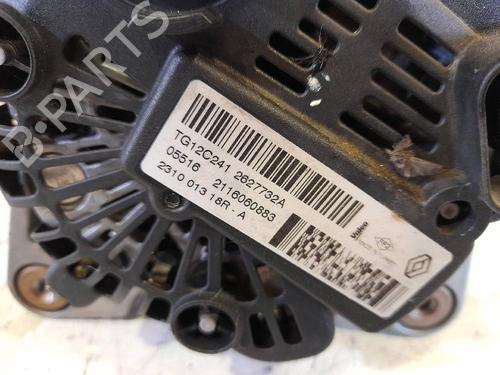 B-PARTS
TG12C241 2627732A
05516 2116060883
2310 013 18R-A
Valeo